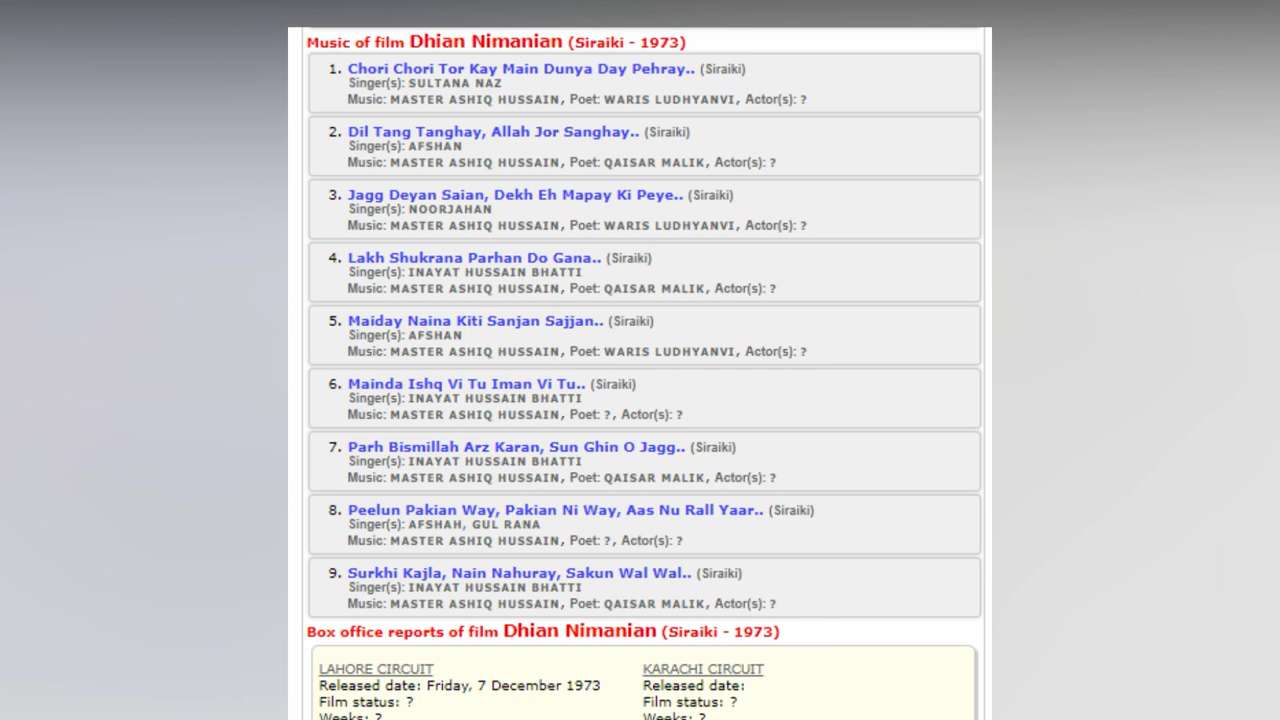 Music of film Dhian Nimanian (Siraiki - 1973)
1. Chori Chori Tor Kay Main Dunya Day Pehray.. (Siraiki)
Singer(s): SULTANA NAZ
Music: MASTER ASHIQ HUSSAIN, Poet: WARIS LUDHYANVI, Actor(s): ?
2. Dil Tang Tanghay, Allah Jor Sanghay.. (Siraiki)
Singer(s): AFSHAN
Music: MASTER ASHIQ HUSSAIN, Poet: QAISAR MALIK, Actor(s): ?
3. Jagg Deyan Saian, Dekh Eh Mapay Ki Peye.. (Siraiki)
Singer(s): NOORJAHAN
Music: MASTER ASHIQ HUSSAIN, Poet: WARIS LUDHYANVI, Actor(s): ?
4. Lakh Shukrana Parhan Do Gana.. (Siraiki)
Singer(s): INAYAT HUSSAIN BHATTI
Music: MASTER ASHIQ HUSSAIN, Poet: QAISAR MALIK, Actor(s): ?
5. Maiday Naina Kiti Sanjan Sajjan.. (Siraiki)
Singer(s): AFSHAN
Music: MASTER ASHIQ HUSSAIN, Poet: WARIS LUDHYANVI, Actor(s): ?
6. Mainda Ishq Vi Tu Iman Vi Tu.. (Siraiki)
Singer(s): INAYAT HUSSAIN BHATTI
Music: MASTER ASHIQ HUSSAIN, Poet: ?, Actor(s): ?
7. Parh Bismillah Arz Karan, Sun Ghin O Jagg.. (Siraiki)
Singer(s): INAYAT HUSSAIN BHATTI
Music: MASTER ASHIQ HUSSAIN, Poet: QAISAR MALIK, Actor(s): ?
8. Peelun Pakian Way, Pakian Ni Way, Aas Nu Rall Yaar.. (Siraiki)
Singer(s): AFSHAH, GUL RANA
Music: MASTER ASHIQ HUSSAIN, Poet: ?, Actor(s): ?
9. Surkhi Kajla, Nain Nahuray, Sakun Wal Wal.. (Siraiki)
Singer(s): INAYAT HUSSAIN BHATTI
Music: MASTER ASHIQ HUSSAIN, Poet: QAISAR MALIK, Actor(s): ?
Box office reports of film Dhian Nimanian (Siraiki - 1973)
LAHORE CIRCUIT KARACHI CIRCUIT
Released date: Friday, 7 December 1973 Released date:
Film status: ? Film status: ?
Weeks: ? Weeks: ?